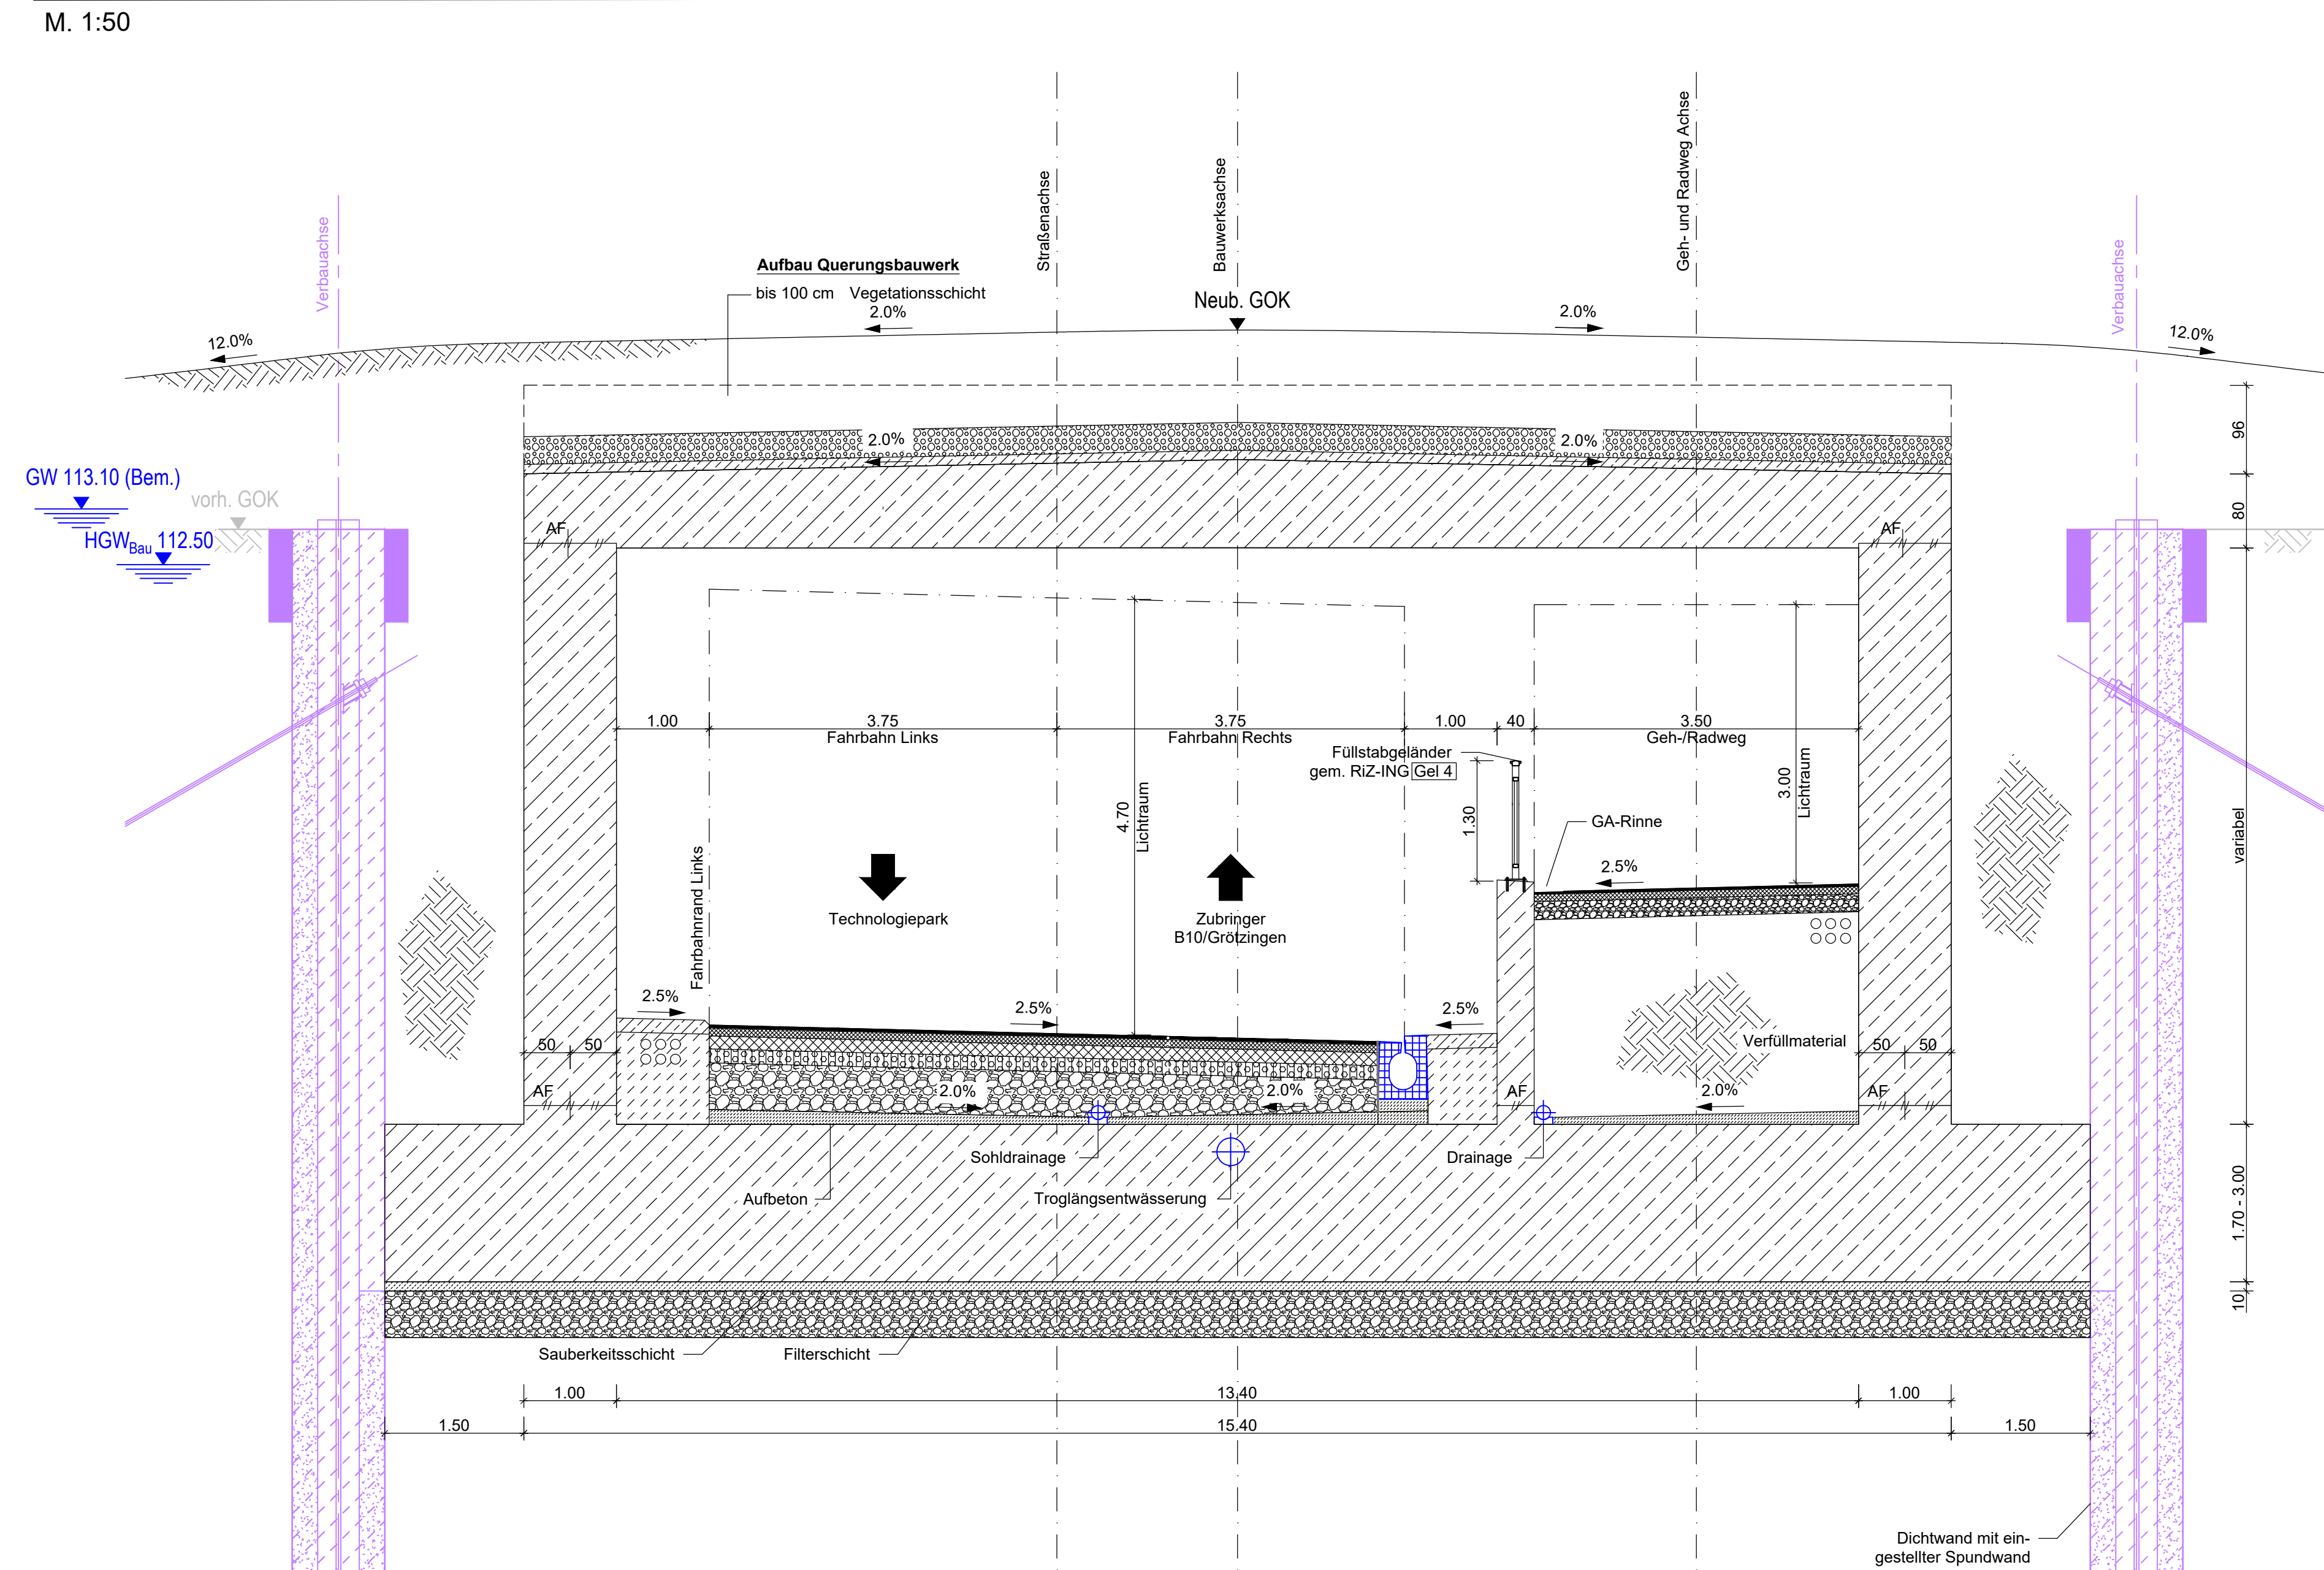 M. 1:50
Straßenachse
Bauwerksachse
Geh- und Radweg Achse
Verbauachse
Verbauachse
Aufbau Querungsbauwerk
bis 100 cm Vegetationsschicht
Neub. GOK
12.0%
2.0%
2.0%
12.0%
2.0%
2.0%
96
GW 113.10 (Bem.)
vorh. GOK
HGWBau 112.50
AF
AF
80
1.00
3.75
3.75
1.00
40
3.50
Fahrbahn Links
Fahrbahn Rechts
Geh-/Radweg
Füllstabgeländer
gem. RiZ-ING Gel 4
4.70
Lichtraum
1.30
3.00
Lichtraum
GA-Rinne
variabel
2.5%
Fahrbahnrand Links
Technologiepark
Zubringer
B10/Grötzingen
2.5%
2.5%
2.5%
Verfüllmaterial
50
50
50
50
AF
2.0%
2.0%
AF
2.0%
AF
Sohldrainage
Drainage
Aufbeton
Troglängsentwässerung
1.70 - 3.00
10
Sauberkeitsschicht
Filterschicht
1.00
13.40
1.00
1.50
15.40
1.50
Dichtwand mit ein-
gestellter Spundwand